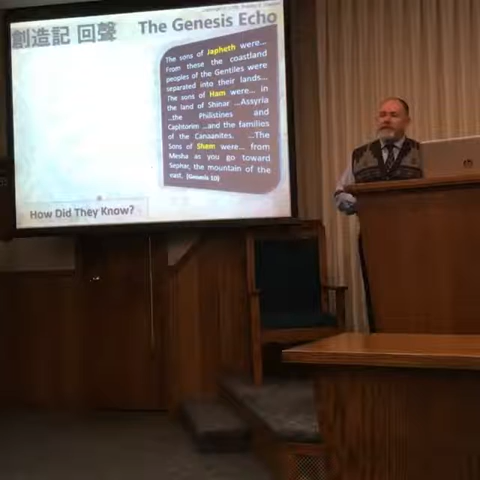 創造記 回聲 The Genesis Echo
The sons of Japheth were...
From these the coastland
peoples of the Gentiles were
separated into their lands...
The sons of Ham were... in
the land of Shinar ...Assyria
...the Philistines and
Caphtorim ...and the families
of the Canaanites. ...The
Sons of Shem were... from
Mesha as you go toward
Sephar, the mountain of the
east. (Genesis 10)
How Did They Know?